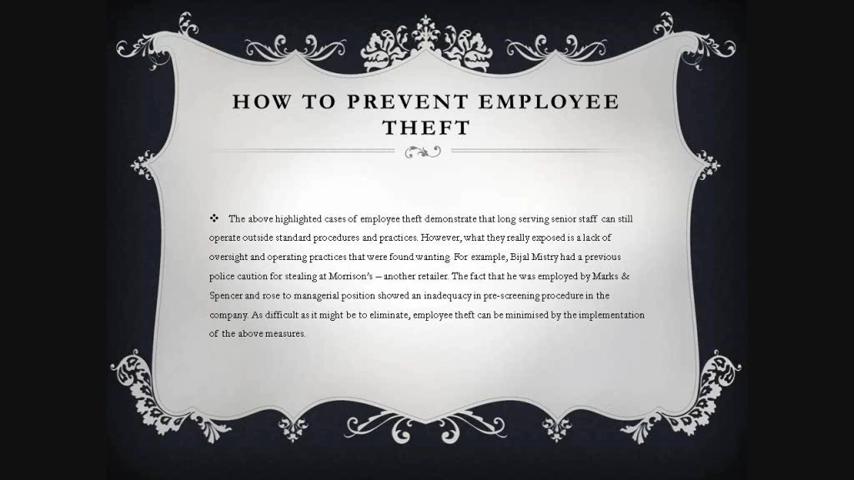 HOW TO PREVENT EMPLOYEE
THEFT
❖ The above highlighted cases of employee theft demonstrate that long serving senior staff can still
operate outside standard procedures and practices. However, what they really exposed is a lack of
oversight and operating practices that were found wanting. For example, Bijal Mistry had a previous
police caution for stealing at Morrison's – another retailer. The fact that he was employed by Marks &
Spencer and rose to managerial position showed an inadequacy in pre-screening procedure in the
company. As difficult as it might be to eliminate, employee theft can be minimised by the implementation
of the above measures.